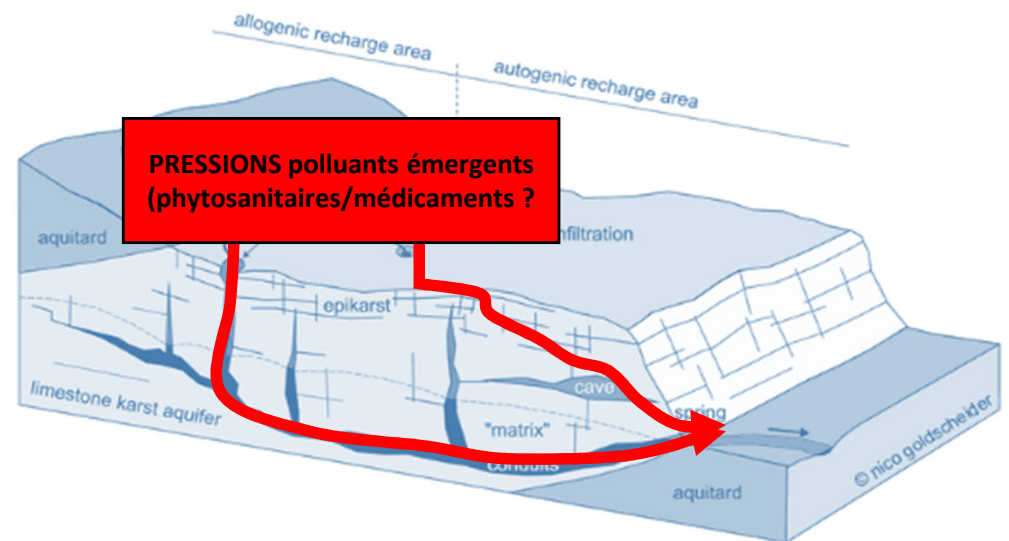 allogenic recharge area
autogenic recharge area
PRESSIONS polluants émergents
(phytosanitaires/médicaments ?
aquitard
epikarst
cave
limestone karst aquifer
"matrix"
spring
conduits
aquitard
© nico goldscheider